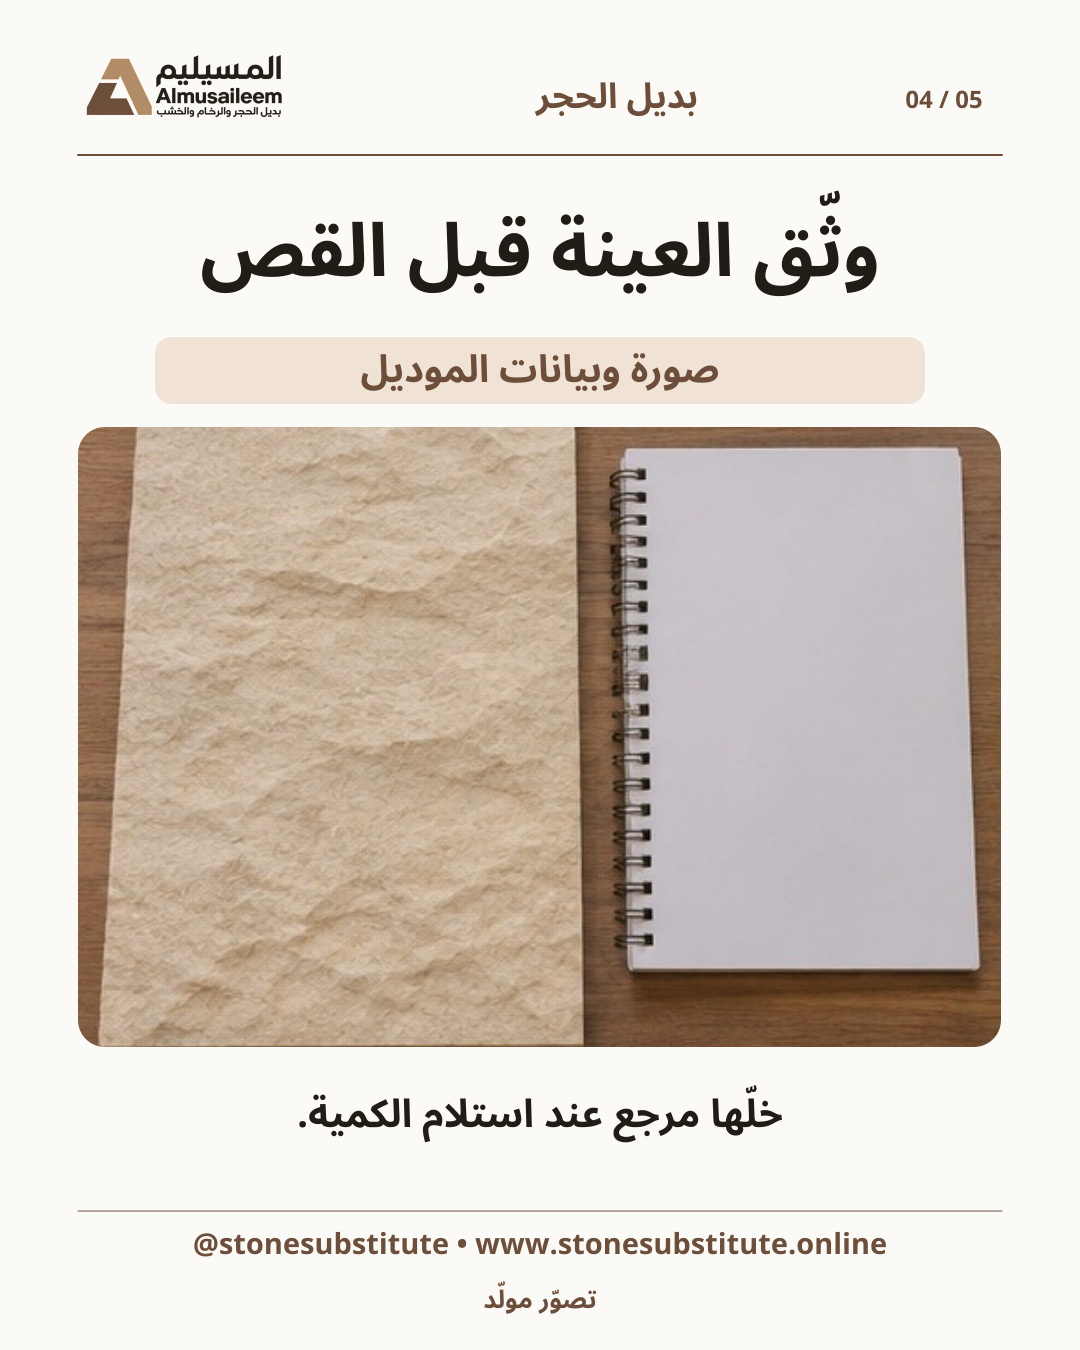 المسيليم
Almusaileem
بديل الحجر والرخام والخشب
بديل الحجر
04 / 05
وثّق العينة قبل القص
صورة وبيانات الموديل
خلّها مرجع عند استلام الكمية.
@stonesubstitute • www.stonesubstitute.online
تصوّر مولّد